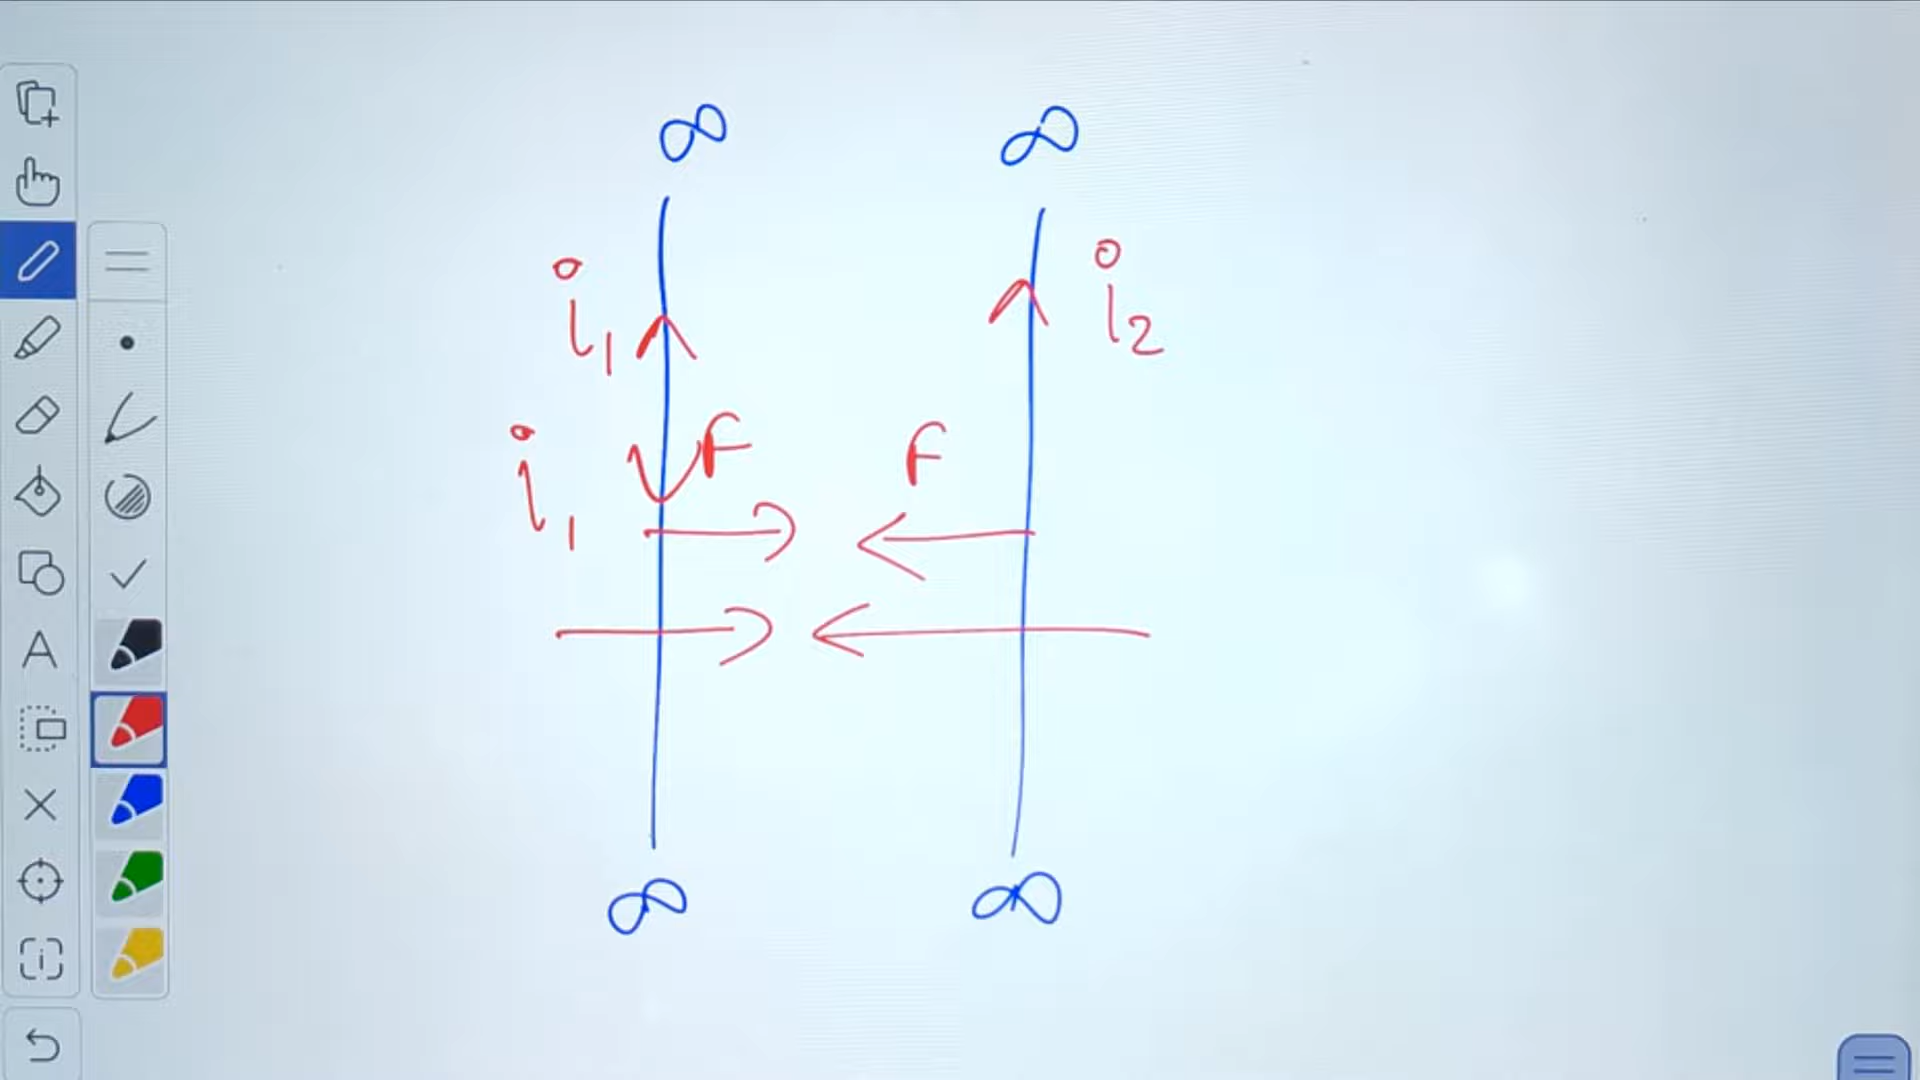 ∞ ∞
i₁ i₂
F F
i₁
∞ ∞